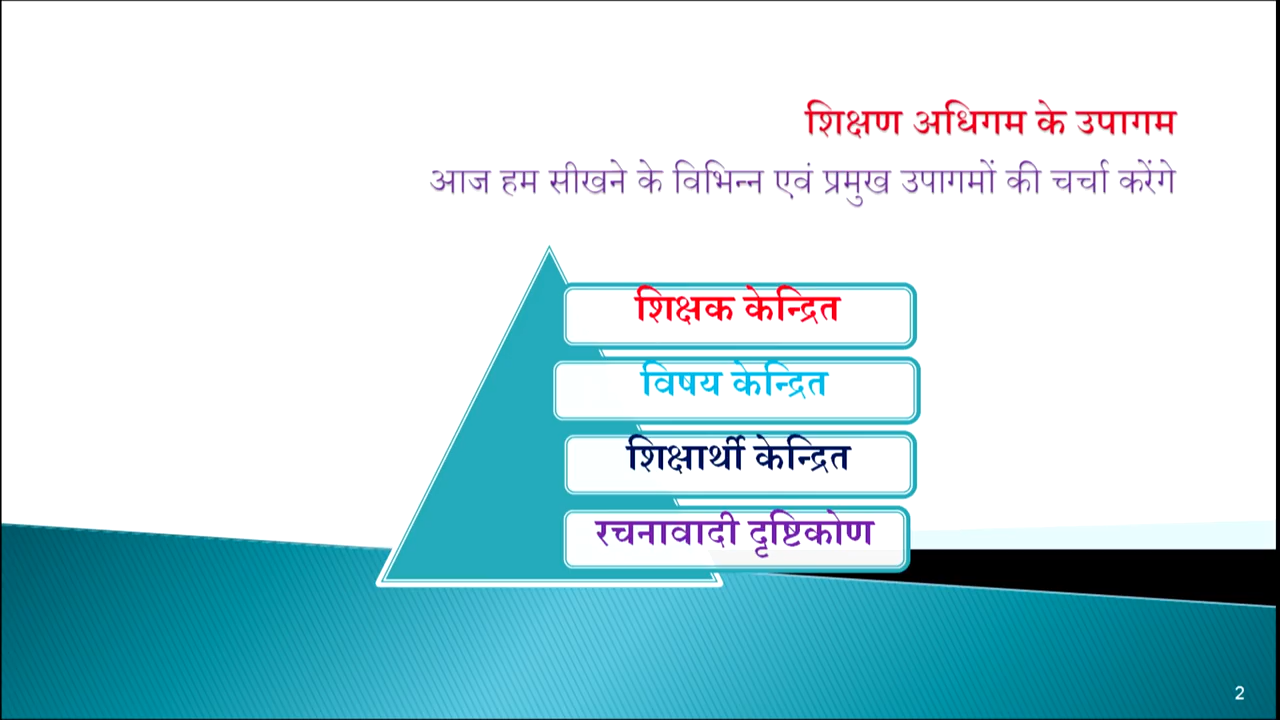 शिक्षण अधिगम के उपागम
आज हम सीखने के विभिन्न एवं प्रमुख उपागमों की चर्चा करेंगे
शिक्षक केन्द्रित
विषय केन्द्रित
शिक्षार्थी केन्द्रित
रचनावादी दृष्टिकोण
2